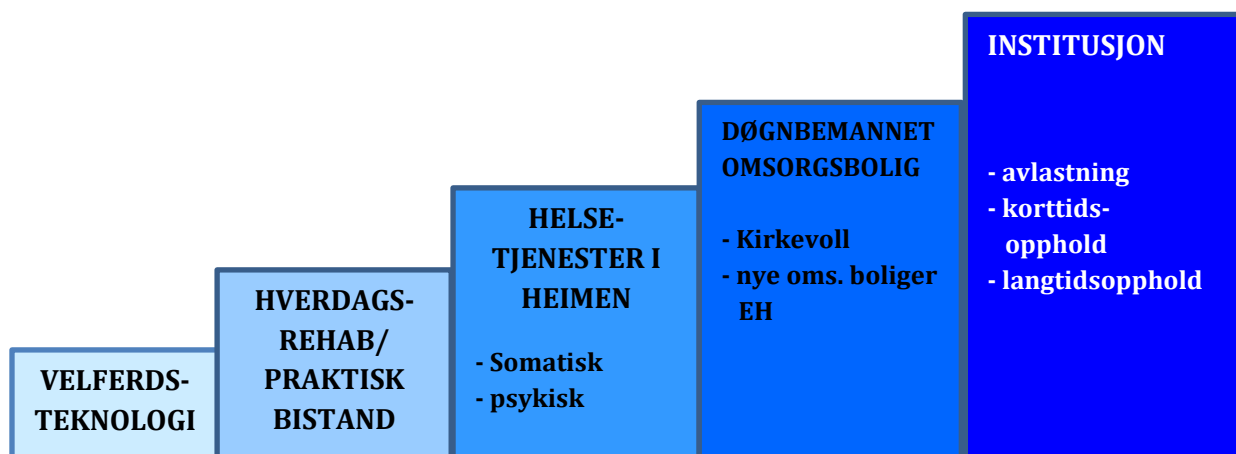 VELFERDS-
TEKNOLOGI
HVERDAGS-
REHAB/
PRAKTISK
BISTAND
HELSE-
TJENESTER I
HEIMEN
- Somatisk
- psykisk
DØGNBEMANNET
OMSORGSBOLIG
- Kirkevoll
- nye oms. boliger
EH
INSTITUSJON
- avlastning
- korttids-
opphold
- langtidsopphold